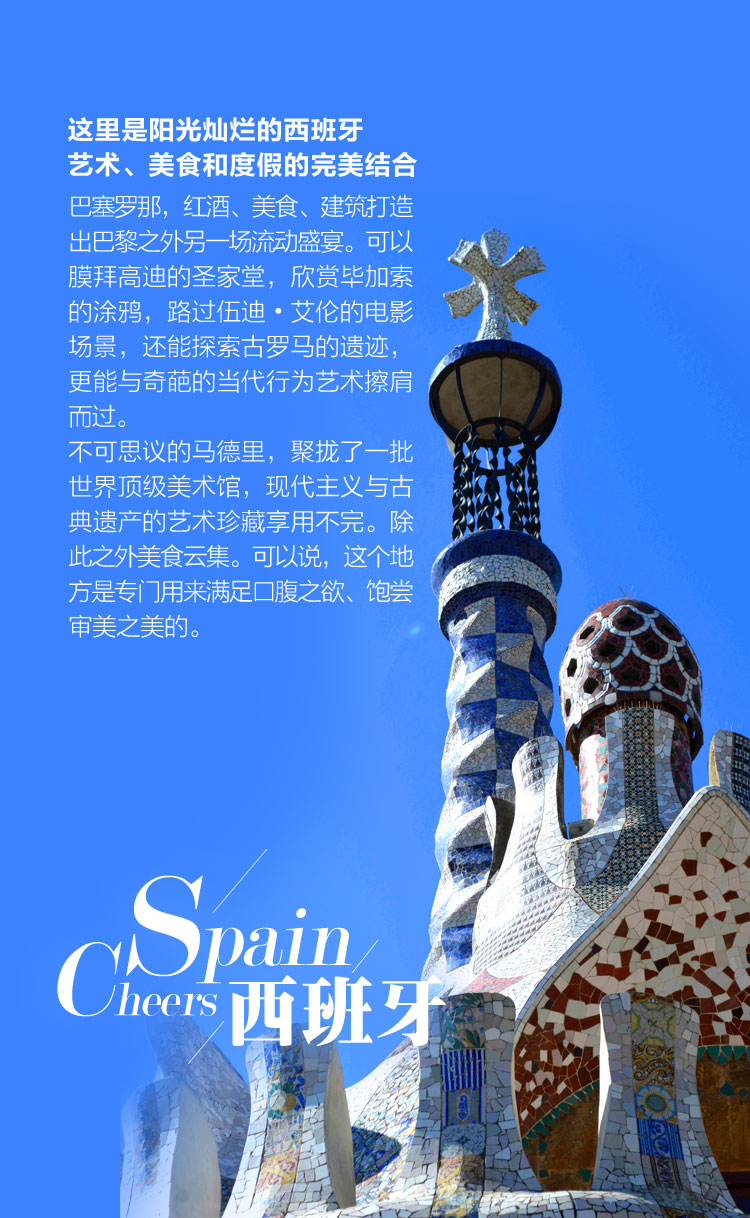 这里是阳光灿烂的西班牙
艺术、美食和度假的完美结合
巴塞罗那，红酒、美食、建筑打造
出巴黎之外另一场流动盛宴。可以
膜拜高迪的圣家堂，欣赏毕加索
的涂鸦，路过伍迪·艾伦的电影
场景，还能探索古罗马的遗迹，
更能与奇葩的当代行为艺术擦肩
而过。
不可思议的马德里，聚拢了一批
世界顶级美术馆，现代主义与古
典遗产的艺术珍藏享用不完。除
此之外美食云集。可以说，这个地
方是专门用来满足口腹之欲、饱尝
审美之美的。
Spain
Cheers 西班牙